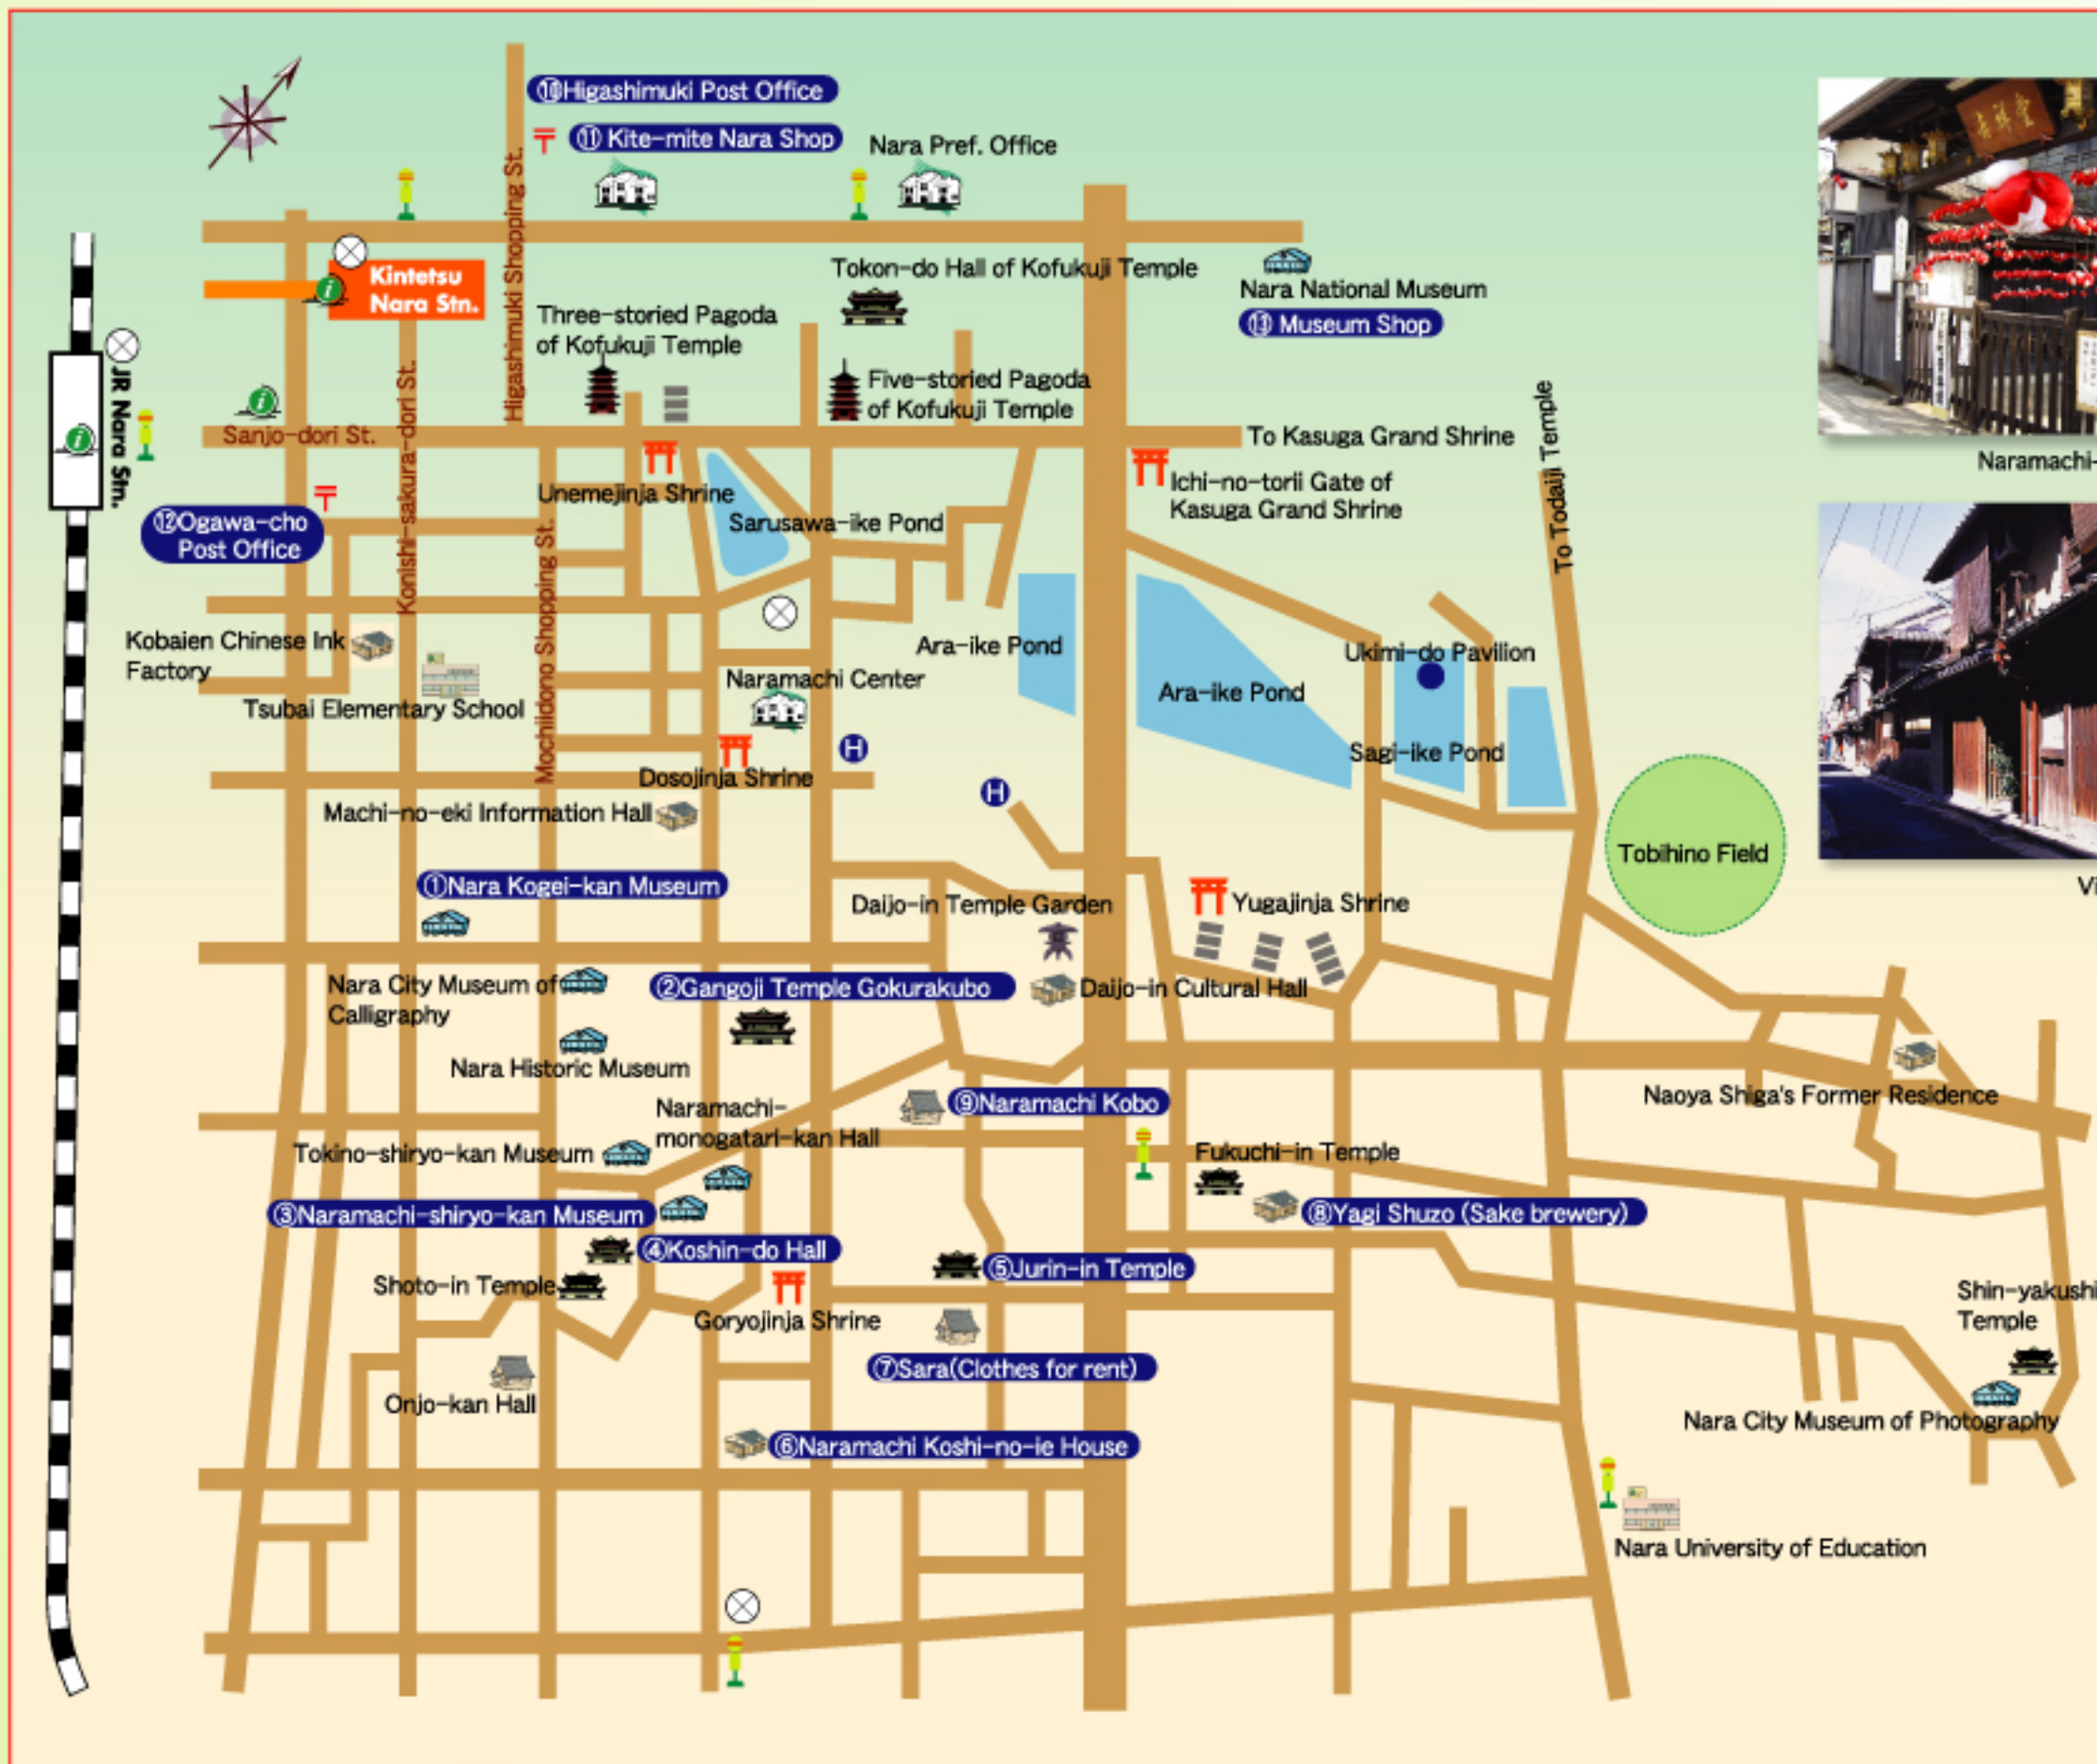 ⑩Higashimuki Post Office
⑪ Kite-mite Nara Shop
Nara Pref. Office
Higashimuki Shopping St.
Kintetsu
Nara Stn.
Tokon-do Hall of Kofukuji Temple
Nara National Museum
⑬ Museum Shop
Three-storied Pagoda
of Kofukuji Temple
Five-storied Pagoda
of Kofukuji Temple
JR Nara Stn.
Sanjo-dori St.
Konishi-sakura-dori St.
To Kasuga Grand Shrine
To Todaiji Temple
Naramachi-
Unemejinja Shrine
Ichi-no-torii Gate of
Kasuga Grand Shrine
⑫Ogawa-cho
Post Office
Sarusawa-ike Pond
Mochiidono Shopping St.
Kobaien Chinese Ink
Factory
Ara-ike Pond
Ukimi-do Pavilion
Naramachi Center
Ara-ike Pond
Tsubai Elementary School
H
Sagi-ike Pond
Dosojinja Shrine
H
Machi-no-eki Information Hall
Tobihino Field
①Nara Kogei-kan Museum
Vi
Daijo-in Temple Garden
Yugajinja Shrine
Nara City Museum of
Calligraphy
②Gangoji Temple Gokurakubo
Daijo-in Cultural Hall
Nara Historic Museum
Naoya Shiga's Former Residence
Naramachi-
monogatari-kan Hall
⑨Naramachi Kobo
Tokino-shiryo-kan Museum
Fukuchi-in Temple
③Naramachi-shiryo-kan Museum
⑧Yagi Shuzo (Sake brewery)
④Koshin-do Hall
⑤Jurin-in Temple
Shoto-in Temple
Shin-yakushi
Temple
Goryojinja Shrine
⑦Sara(Clothes for rent)
Onjo-kan Hall
Nara City Museum of Photography
⑥Naramachi Koshi-no-ie House
Nara University of Education